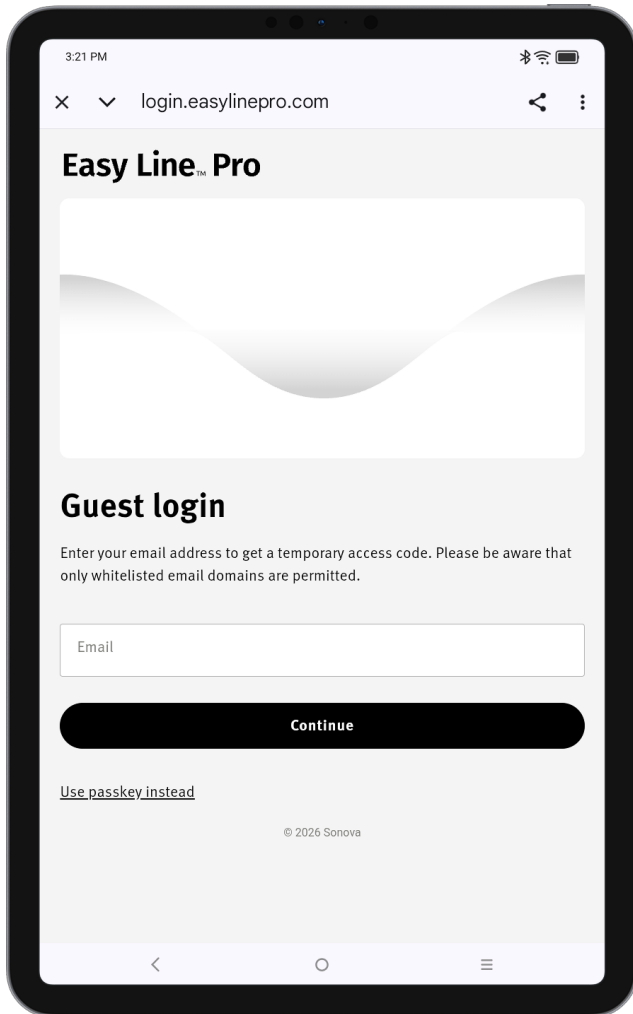 3:21 PM
login.easylinepro.com
Easy Line™ Pro
Guest login
Enter your email address to get a temporary access code. Please be aware that
only whitelisted email domains are permitted.
Email
Continue
Use passkey instead
© 2026 Sonova